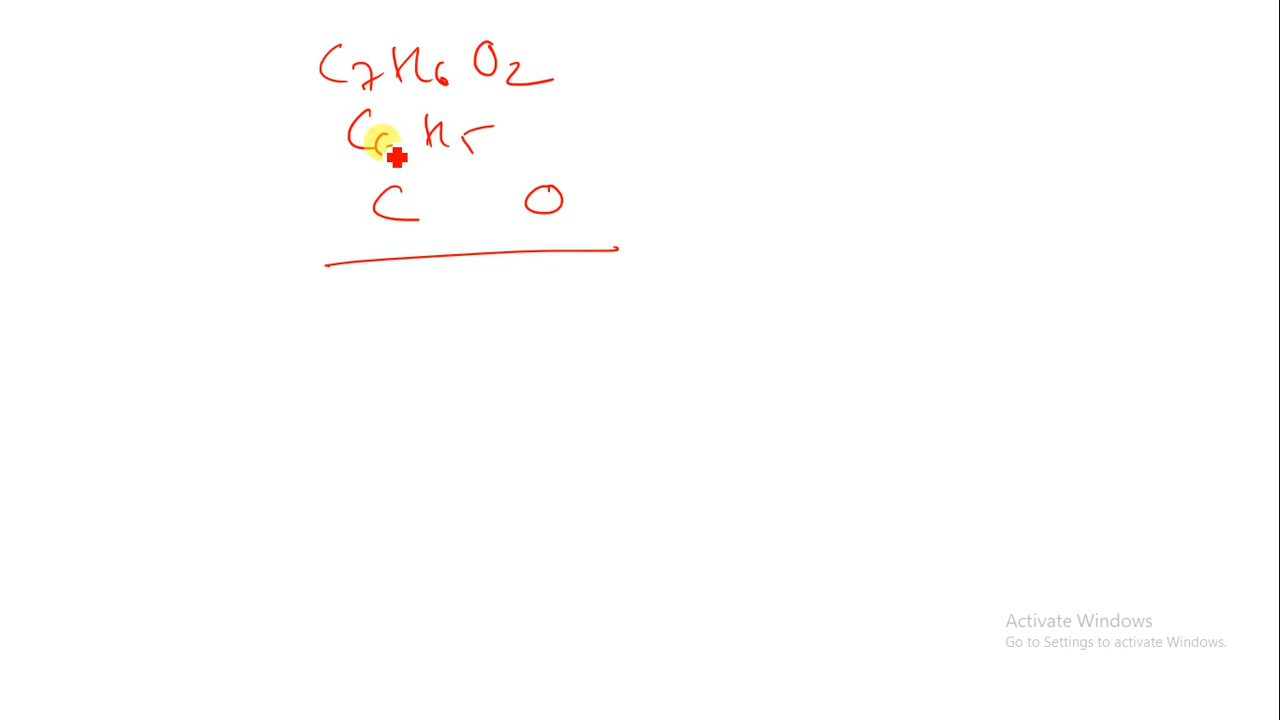 C7H6O2
C6H5
C O
Activate Windows
Go to Settings to activate Windows.